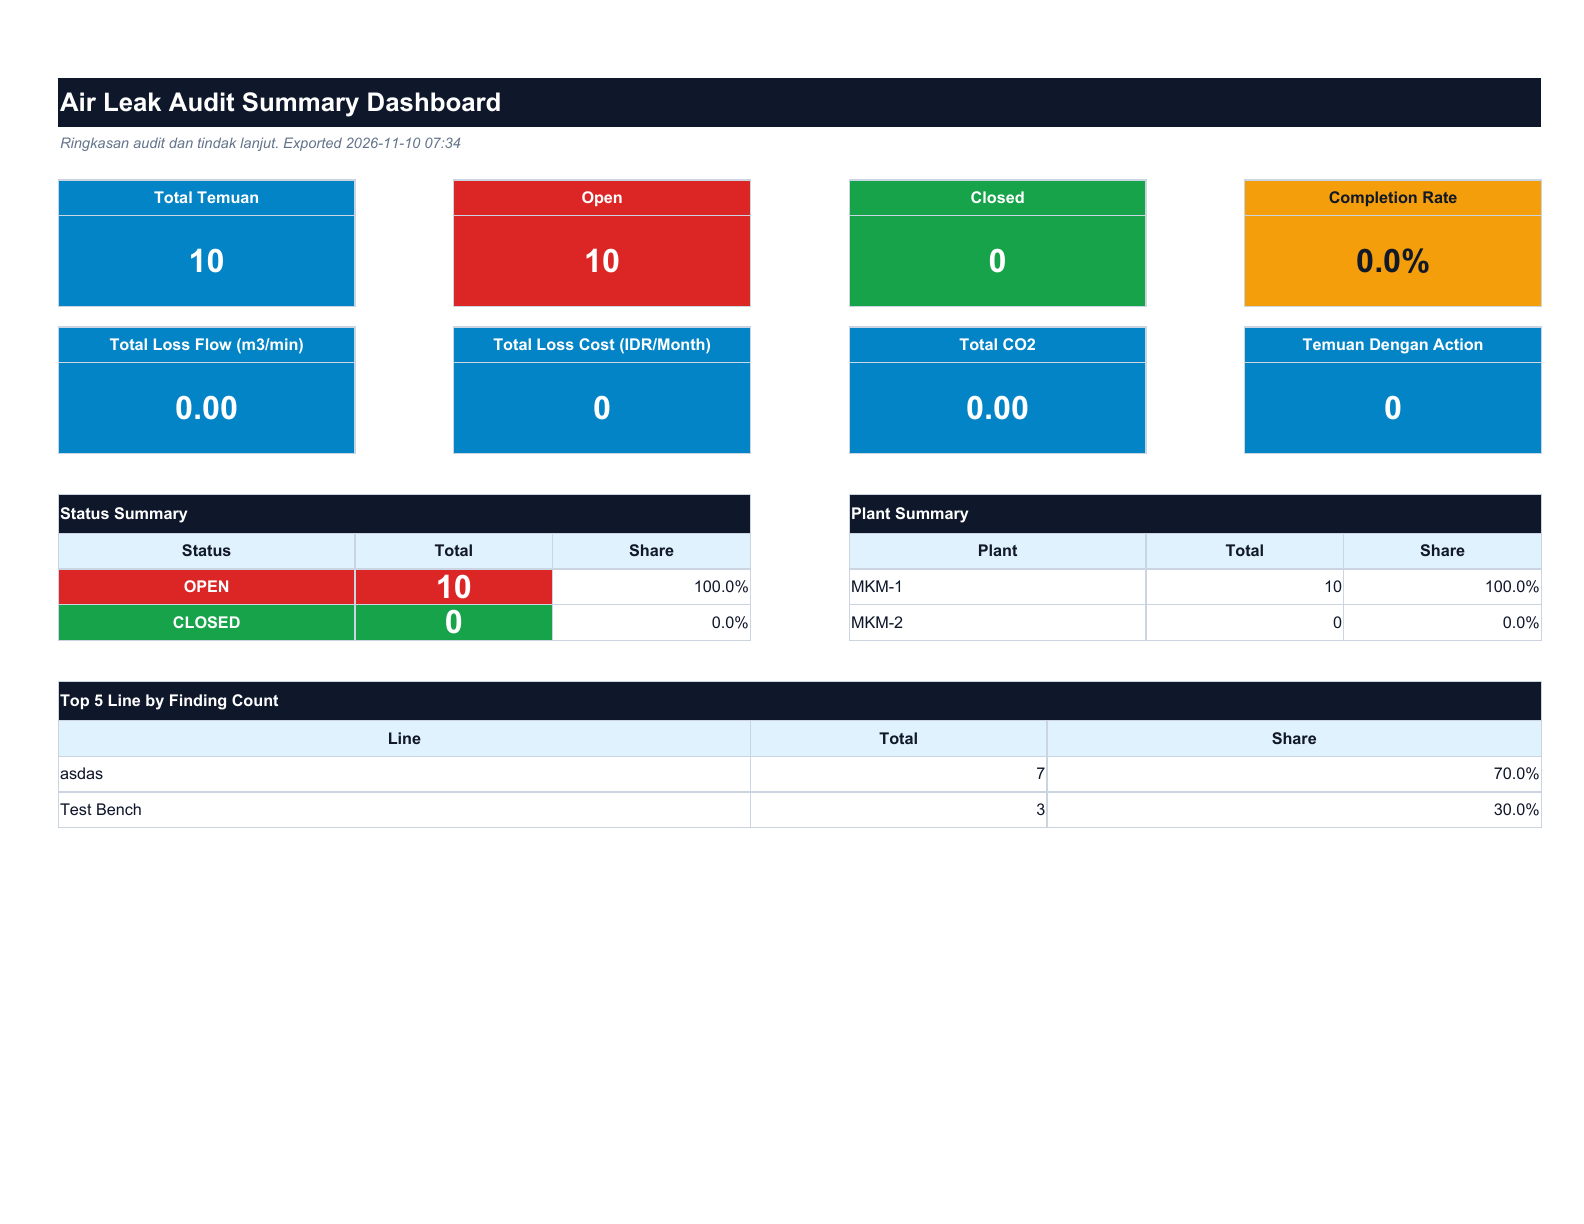 Air Leak Audit Summary Dashboard
Ringkasan audit dan tindak lanjut. Exported 2026-11-10 07:34
Total Temuan
10
Open
10
Closed
0
Completion Rate
0.0%
Total Loss Flow (m3/min)
0.00
Total Loss Cost (IDR/Month)
0
Total CO2
0.00
Temuan Dengan Action
0
Status Summary
Status Total Share
OPEN 10 100.0%
CLOSED 0 0.0%
Plant Summary
Plant Total Share
MKM-1 10 100.0%
MKM-2 0 0.0%
Top 5 Line by Finding Count
Line Total Share
asdas 7 70.0%
Test Bench 3 30.0%